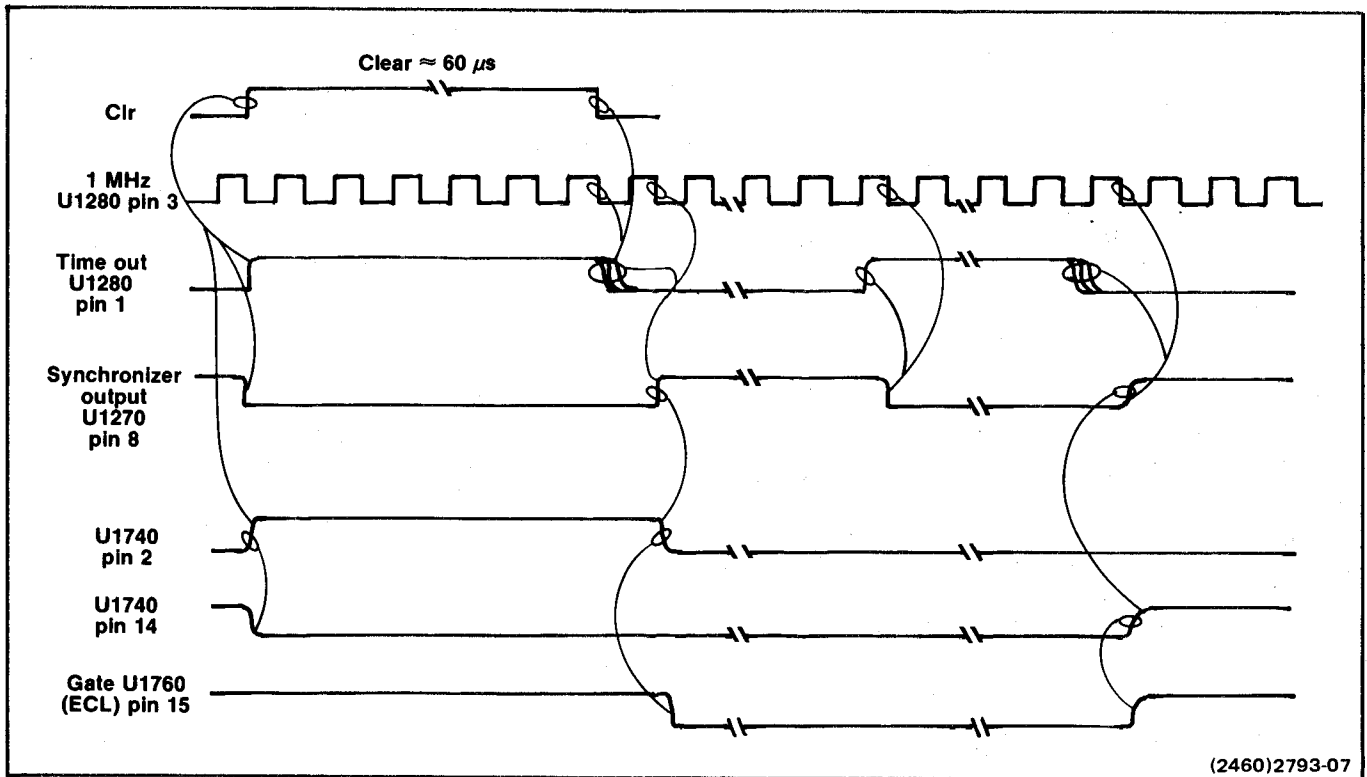 Clear ≈ 60 μs
Clr
1 MHz
U1280 pin 3
Time out
U1280
pin 1
Synchronizer
output
U1270
pin 8
U1740
pin 2
U1740
pin 14
Gate U1760
(ECL) pin 15
(2460)2793-07